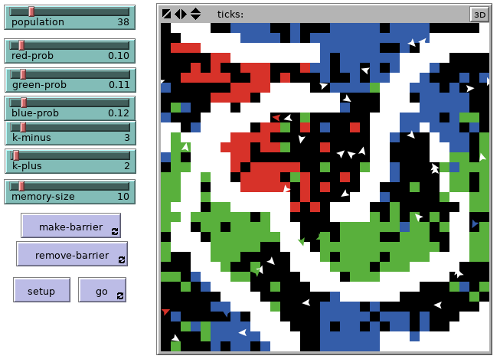 ticks:
3D
population 38
red-prob 0.10
green-prob 0.11
blue-prob 0.12
k-minus 3
k-plus 2
memory-size 10
make-barrier
remove-barrier
setup
go